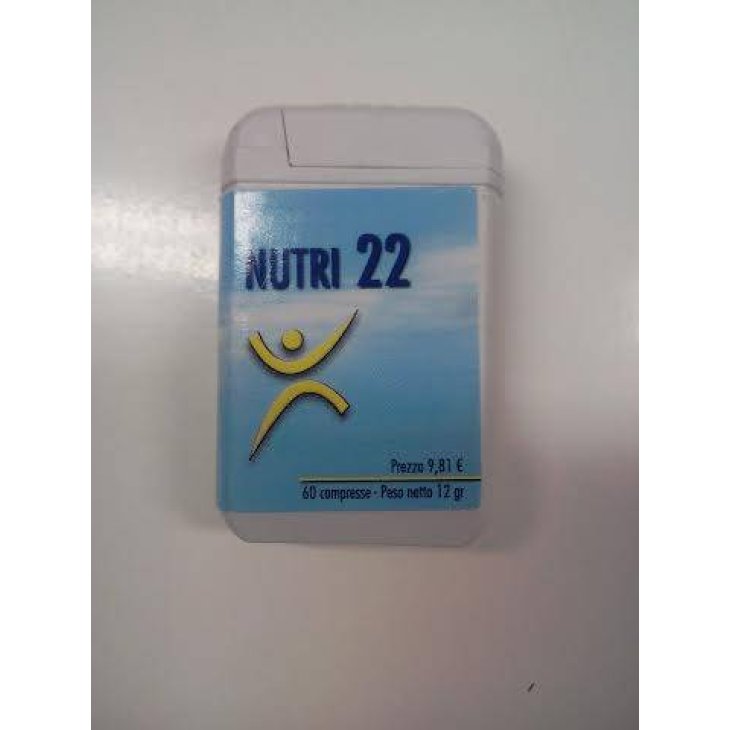 NUTRI 22
Prezzo 9,81 €
60 compresse - Peso netto 12 gr